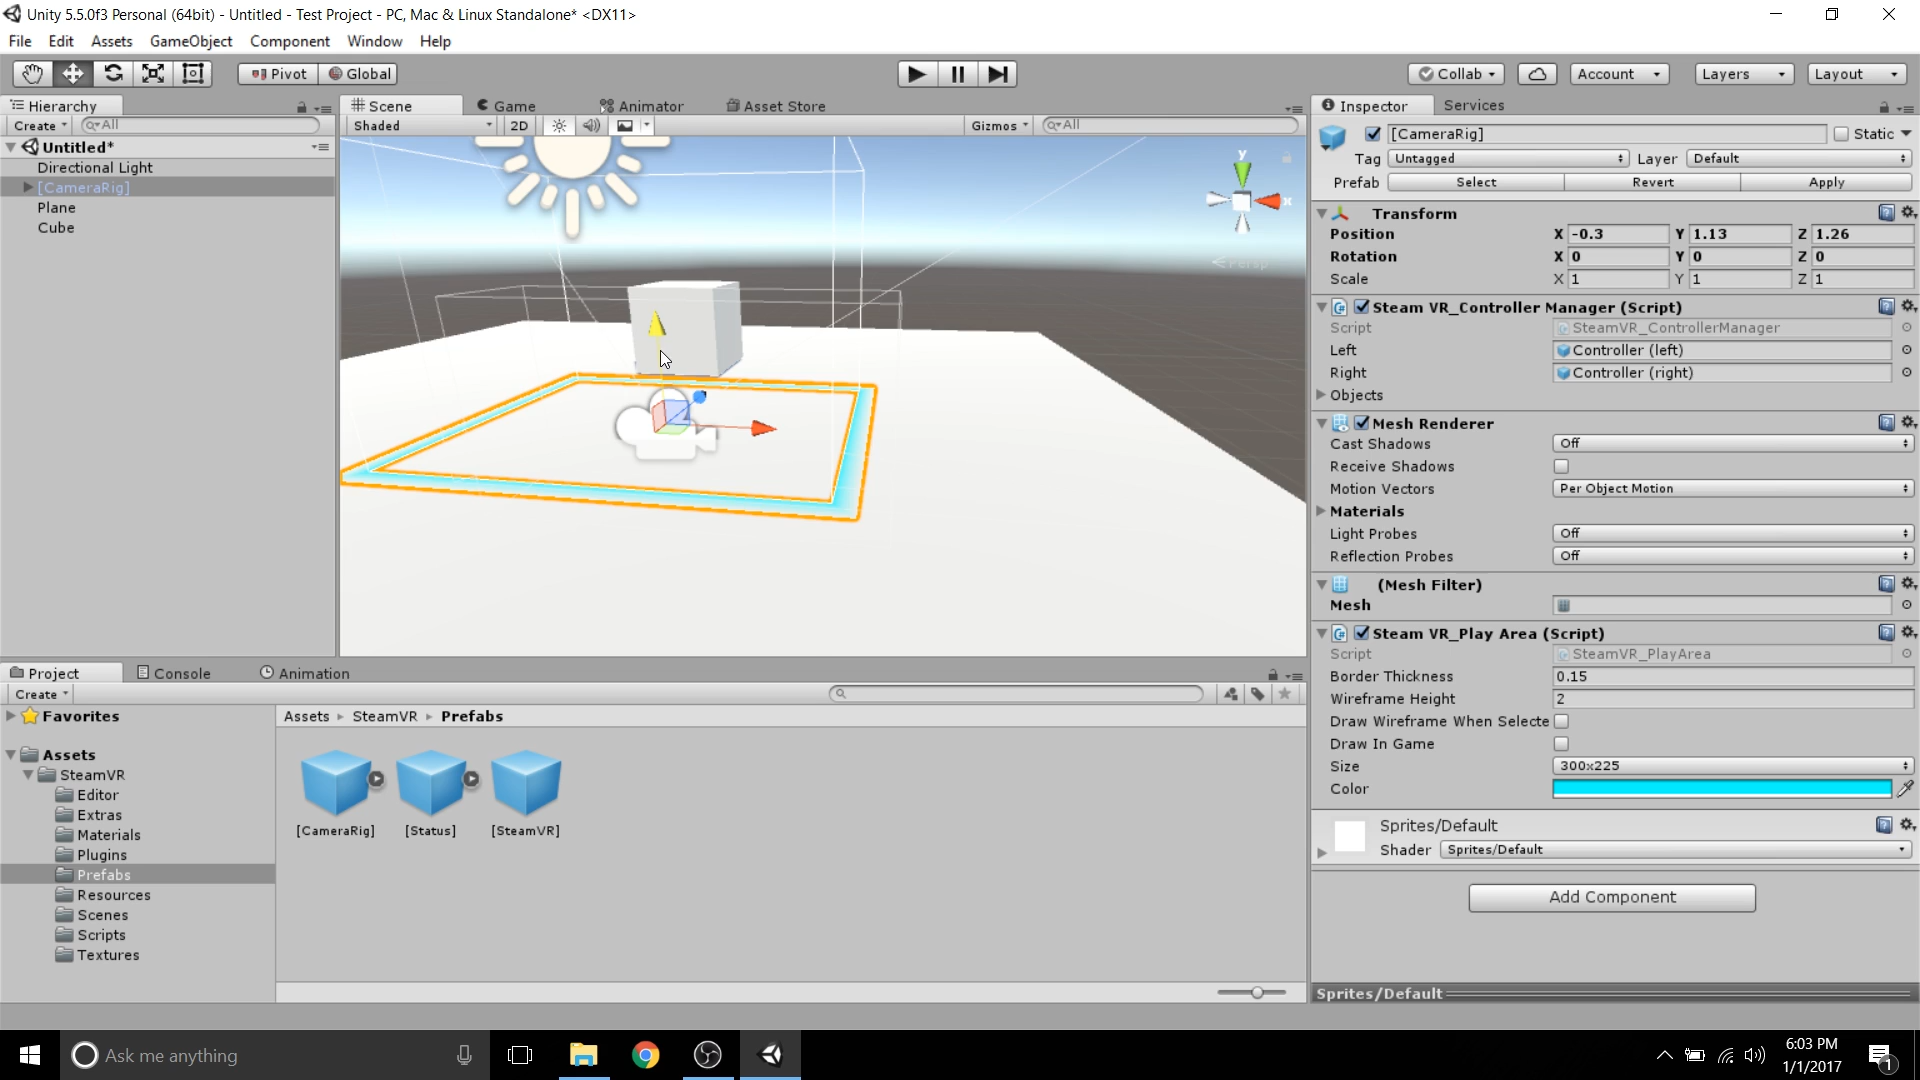 Unity 5.5.0f3 Personal (64bit) - Untitled - Test Project - PC, Mac & Linux Standalone* <DX11>
File Edit Assets GameObject Component Window Help
Pivot Global Collab Account Layers Layout
Hierarchy
Create All
Untitled*
Directional Light
[CameraRig]
Plane
Cube
Scene Game Animator Asset Store
Shaded 2D Gizmos All
y
x
Persp
Inspector Services
[CameraRig] Static
Tag Untagged Layer Default
Prefab Select Revert Apply
Transform
Position X -0.3 Y 1.13 Z 1.26
Rotation X 0 Y 0 Z 0
Scale X 1 Y 1 Z 1
Steam VR_Controller Manager (Script)
Script SteamVR_ControllerManager
Left Controller (left)
Right Controller (right)
Objects
Mesh Renderer
Cast Shadows Off
Receive Shadows
Motion Vectors Per Object Motion
Materials
Light Probes Off
Reflection Probes Off
(Mesh Filter)
Mesh
Steam VR_Play Area (Script)
Script SteamVR_PlayArea
Border Thickness 0.15
Wireframe Height 2
Draw Wireframe When Selecte
Draw In Game
Size 300x225
Color
Sprites/Default
Shader Sprites/Default
Add Component
Sprites/Default
Project Console Animation
Create
Favorites
Assets
SteamVR
Editor
Extras
Materials
Plugins
Prefabs
Resources
Scenes
Scripts
Textures
Assets SteamVR Prefabs
[CameraRig] [Status] [SteamVR]
Ask me anything
6:03 PM
1/1/2017
1